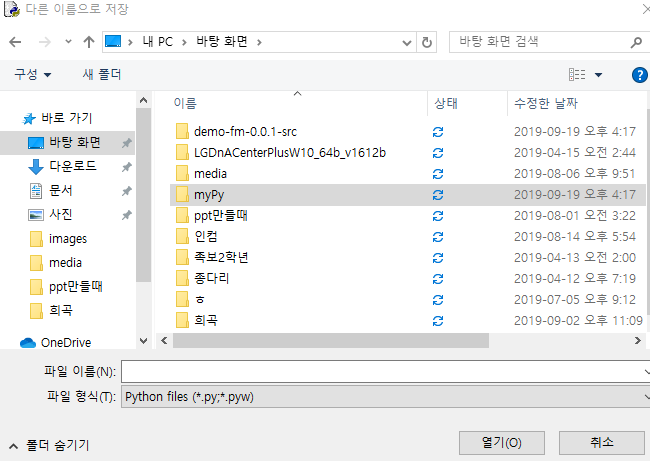 다른 이름으로 저장
내 PC 바탕 화면
바탕 화면 검색
구성 새 폴더
이름 상태 수정한 날짜
바로 가기
바탕 화면
다운로드
문서
사진
images
media
ppt만들때
희곡
OneDrive
demo-fm-0.0.1-src 2019-09-19 오후 4:17
LGDnACenterPlusW10_64b_v1612b 2019-04-15 오전 2:44
media 2019-08-06 오후 9:51
myPy 2019-09-19 오후 4:17
ppt만들때 2019-08-01 오전 3:22
인컴 2019-08-14 오후 5:54
족보2학년 2019-04-13 오전 2:00
종다리 2019-04-12 오후 7:19
ㅎ 2019-07-05 오후 9:12
희곡 2019-09-02 오후 11:09
파일 이름(N):
파일 형식(T): Python files (*.py;*.pyw)
폴더 숨기기
열기(O) 취소